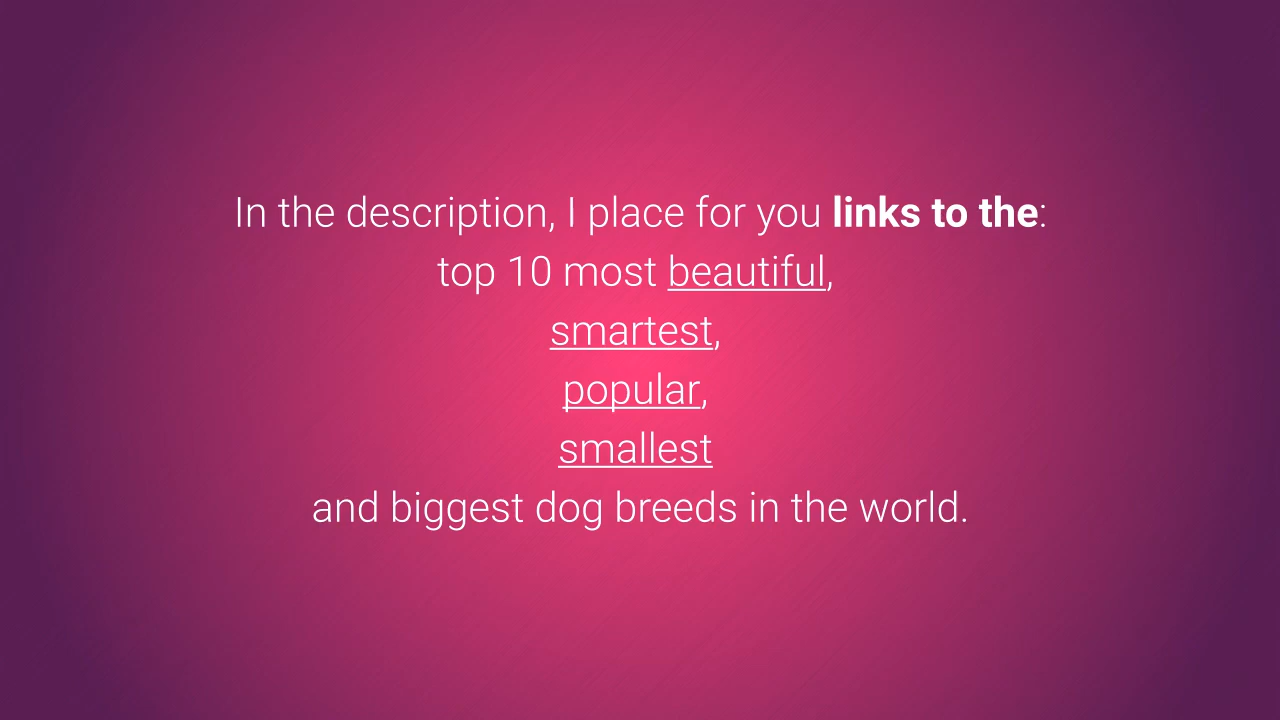 In the description, I place for you links to the:
top 10 most beautiful,
smartest,
popular,
smallest
and biggest dog breeds in the world.